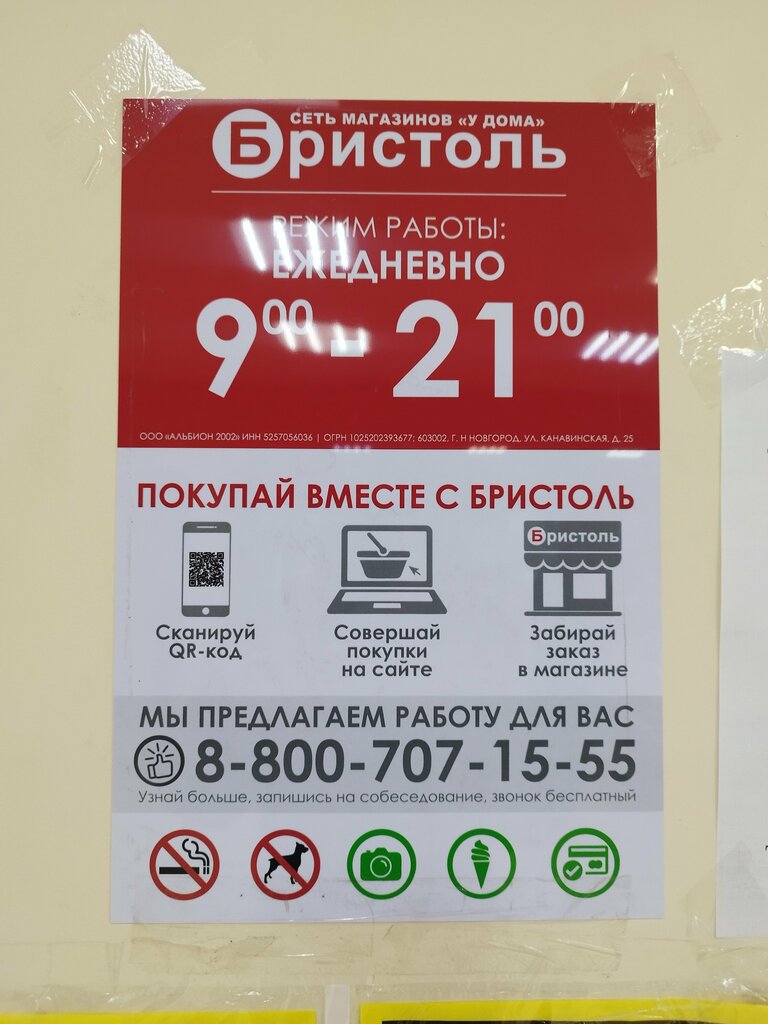 СЕТЬ МАГАЗИНОВ «У ДОМА»
Бристоль
РЕЖИМ РАБОТЫ:
ЕЖЕДНЕВНО
9⁰⁰ - 21⁰⁰
ООО «АЛЬБИОН 2002» ИНН 5257056036 | ОГРН 1025202393677; 603002, Г. Н НОВГОРОД, УЛ. КАНАВИНСКАЯ, Д. 25
ПОКУПАЙ ВМЕСТЕ С БРИСТОЛЬ
Бристоль
Сканируй
QR-код
Совершай
покупки
на сайте
Забирай
заказ
в магазине
МЫ ПРЕДЛАГАЕМ РАБОТУ ДЛЯ ВАС
8-800-707-15-55
Узнай больше, запишись на собеседование, звонок бесплатный